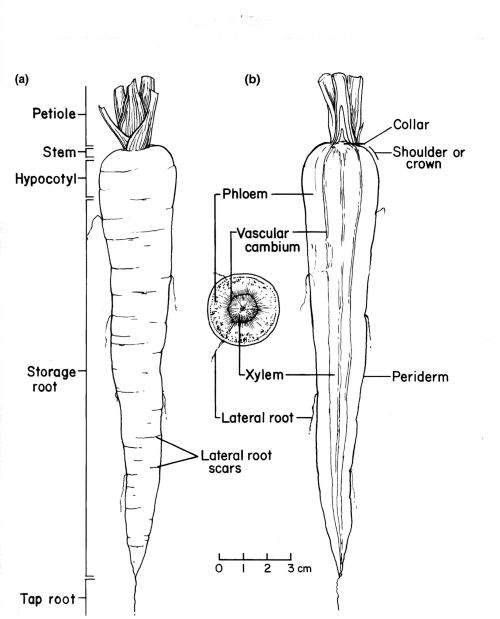 (a)
(b)
Petiole
Stem
Hypocotyl
Storage
root
Tap root
Collar
Shoulder or
crown
Phloem
Vascular
cambium
Xylem
Periderm
Lateral root
Lateral root
scars
0 1 2 3 cm